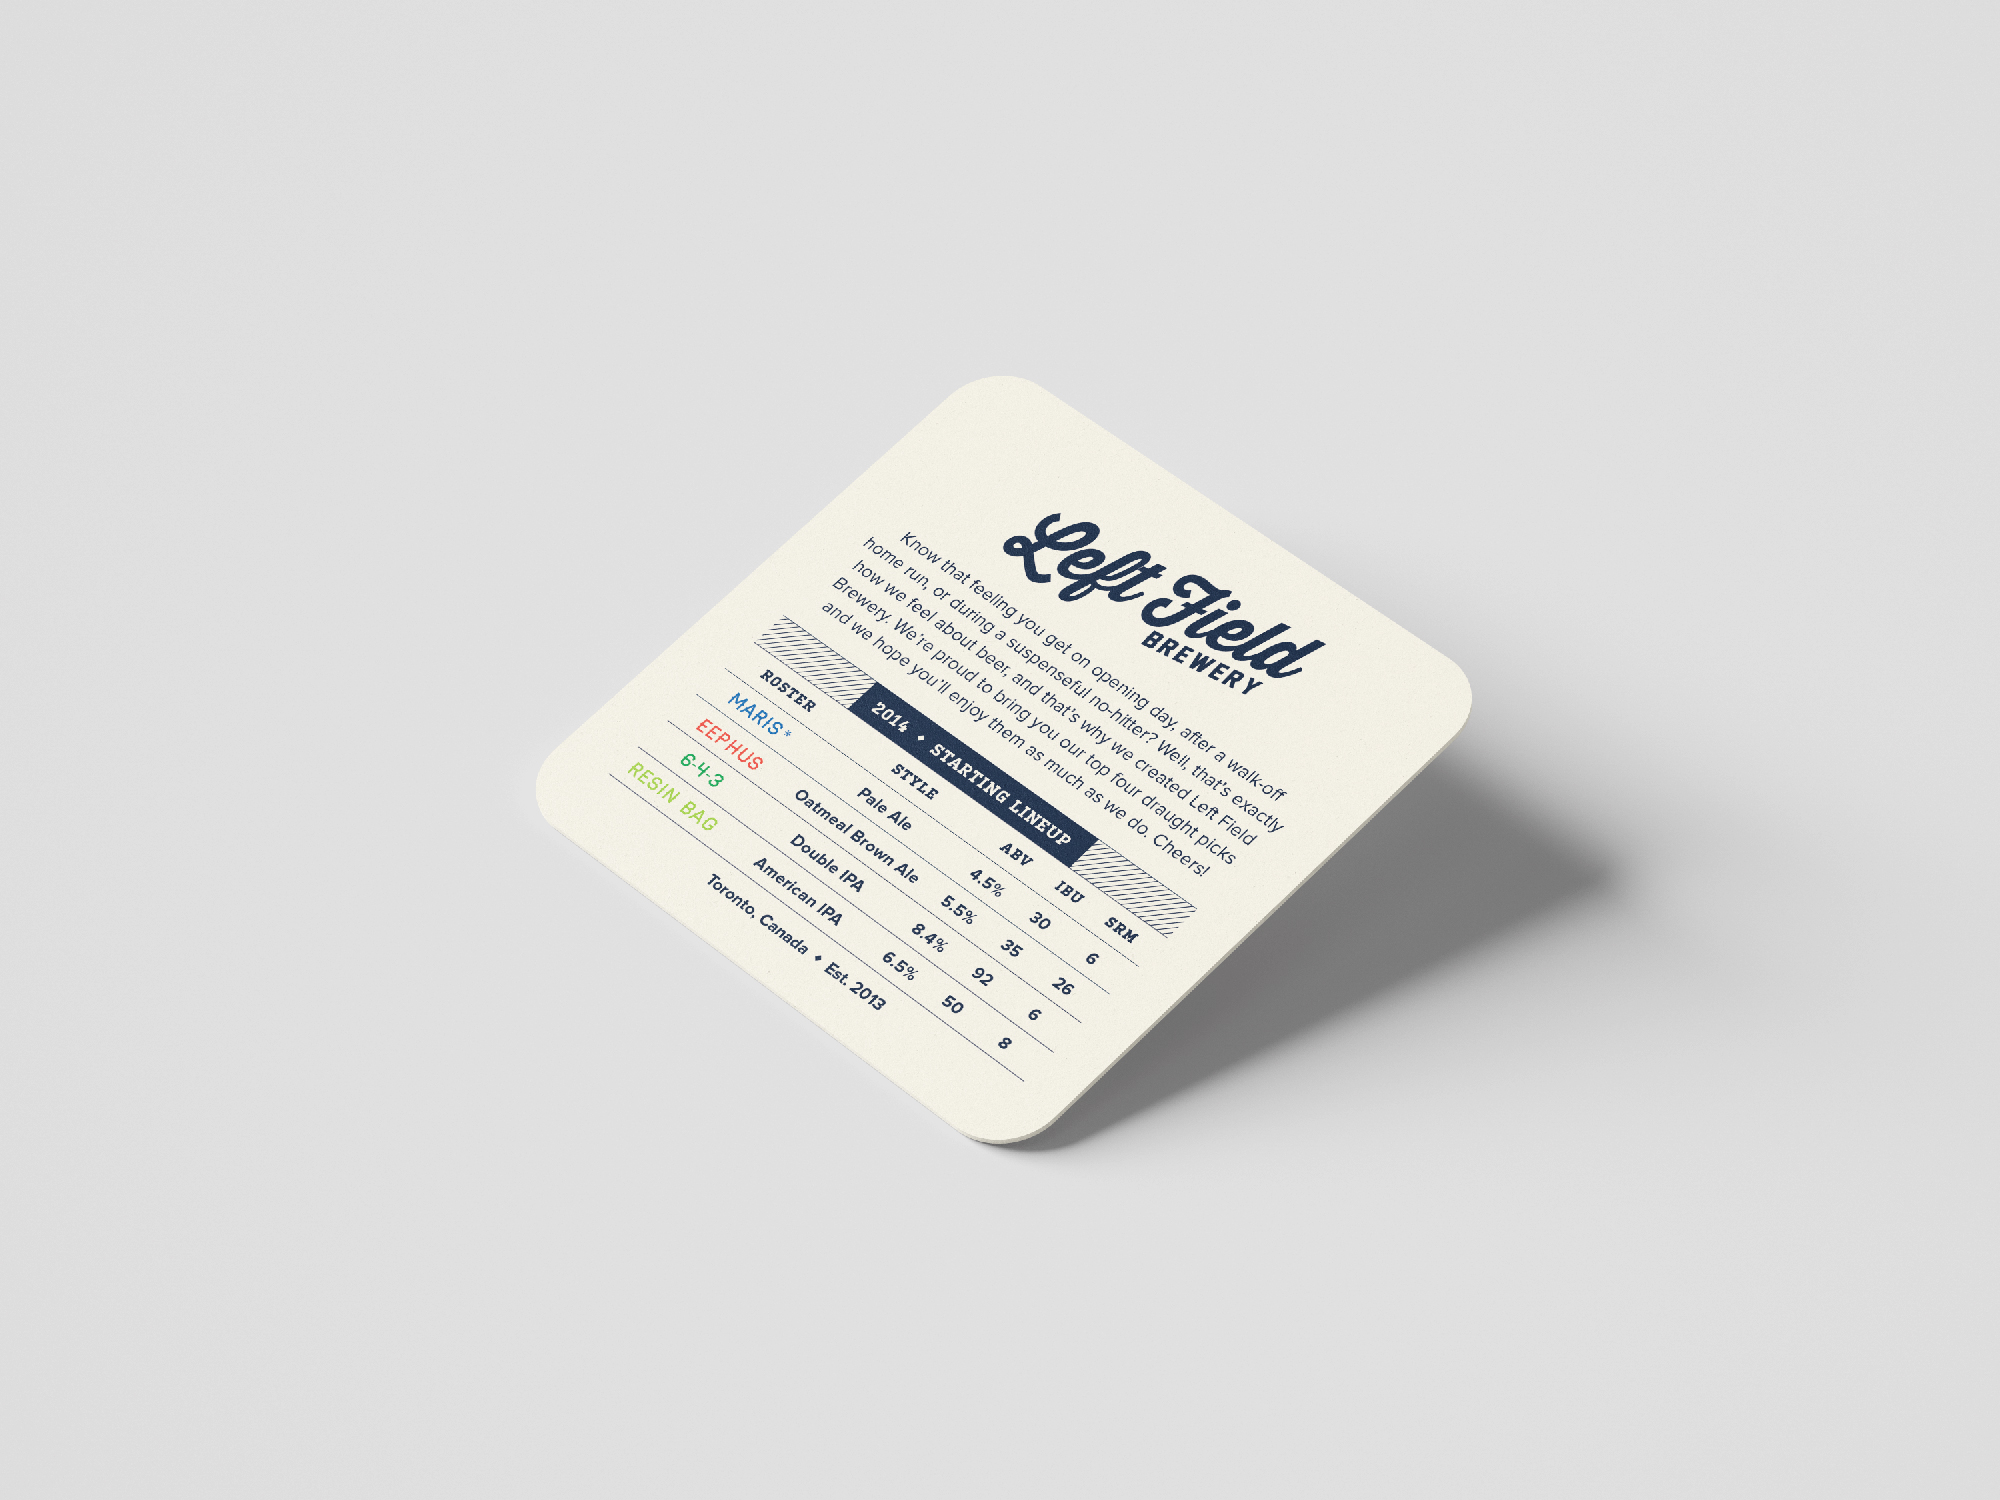 Left Field
BREWERY
Know that feeling you get on opening day, after a walk-off
home run, or during a suspenseful no-hitter? Well, that's exactly
how we feel about beer, and that's why we created Left Field
Brewery. We're proud to bring you our top four draught picks
and we hope you'll enjoy them as much as we do. Cheers!
2014 ◆ STARTING LINEUP
ROSTER STYLE ABV IBU SRM
MARIS* Pale Ale 4.5% 30 6
EEPHUS Oatmeal Brown Ale 5.5% 35 26
6-4-3 Double IPA 8.4% 92 6
RESIN BAG American IPA 6.5% 50 8
Toronto, Canada ◆ Est. 2013